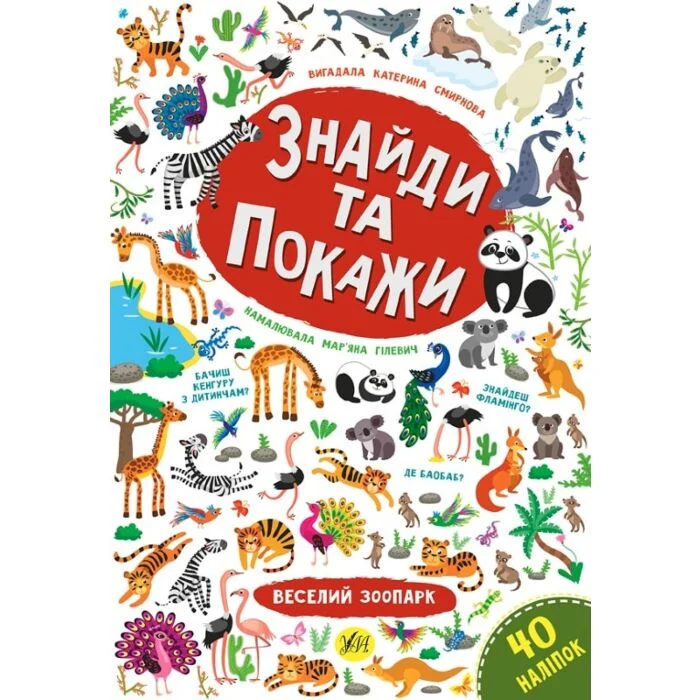 ВИГАДАЛА КАТЕРИНА СМИРНОВА
ЗНАЙДИ
ТА
ПОКАЖИ
НАМАЛЮВАЛА МАР'ЯНА ГІЛЕВИЧ
БАЧИШ
КЕНГУРУ
З ДИТИНЧАМ?
ЗНАЙДЕШ
ФЛАМІНГО?
ДЕ БАОБАБ?
ВЕСЕЛИЙ ЗООПАРК
УЛА
40
НАЛІПОК